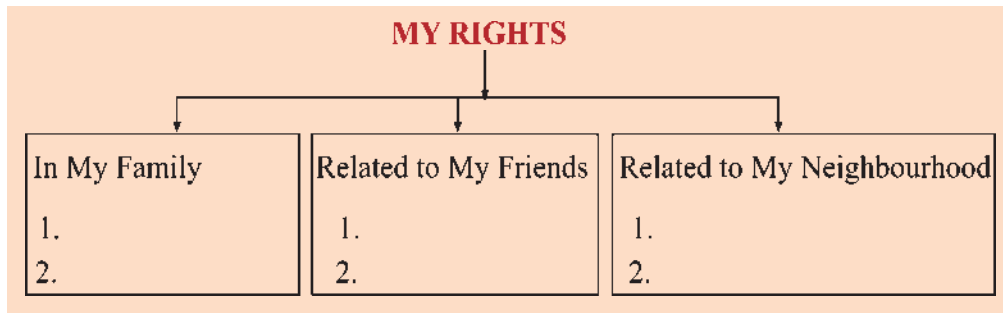 MY RIGHTS
In My Family
1.
2.
Related to My Friends
1.
2.
Related to My Neighbourhood
1.
2.